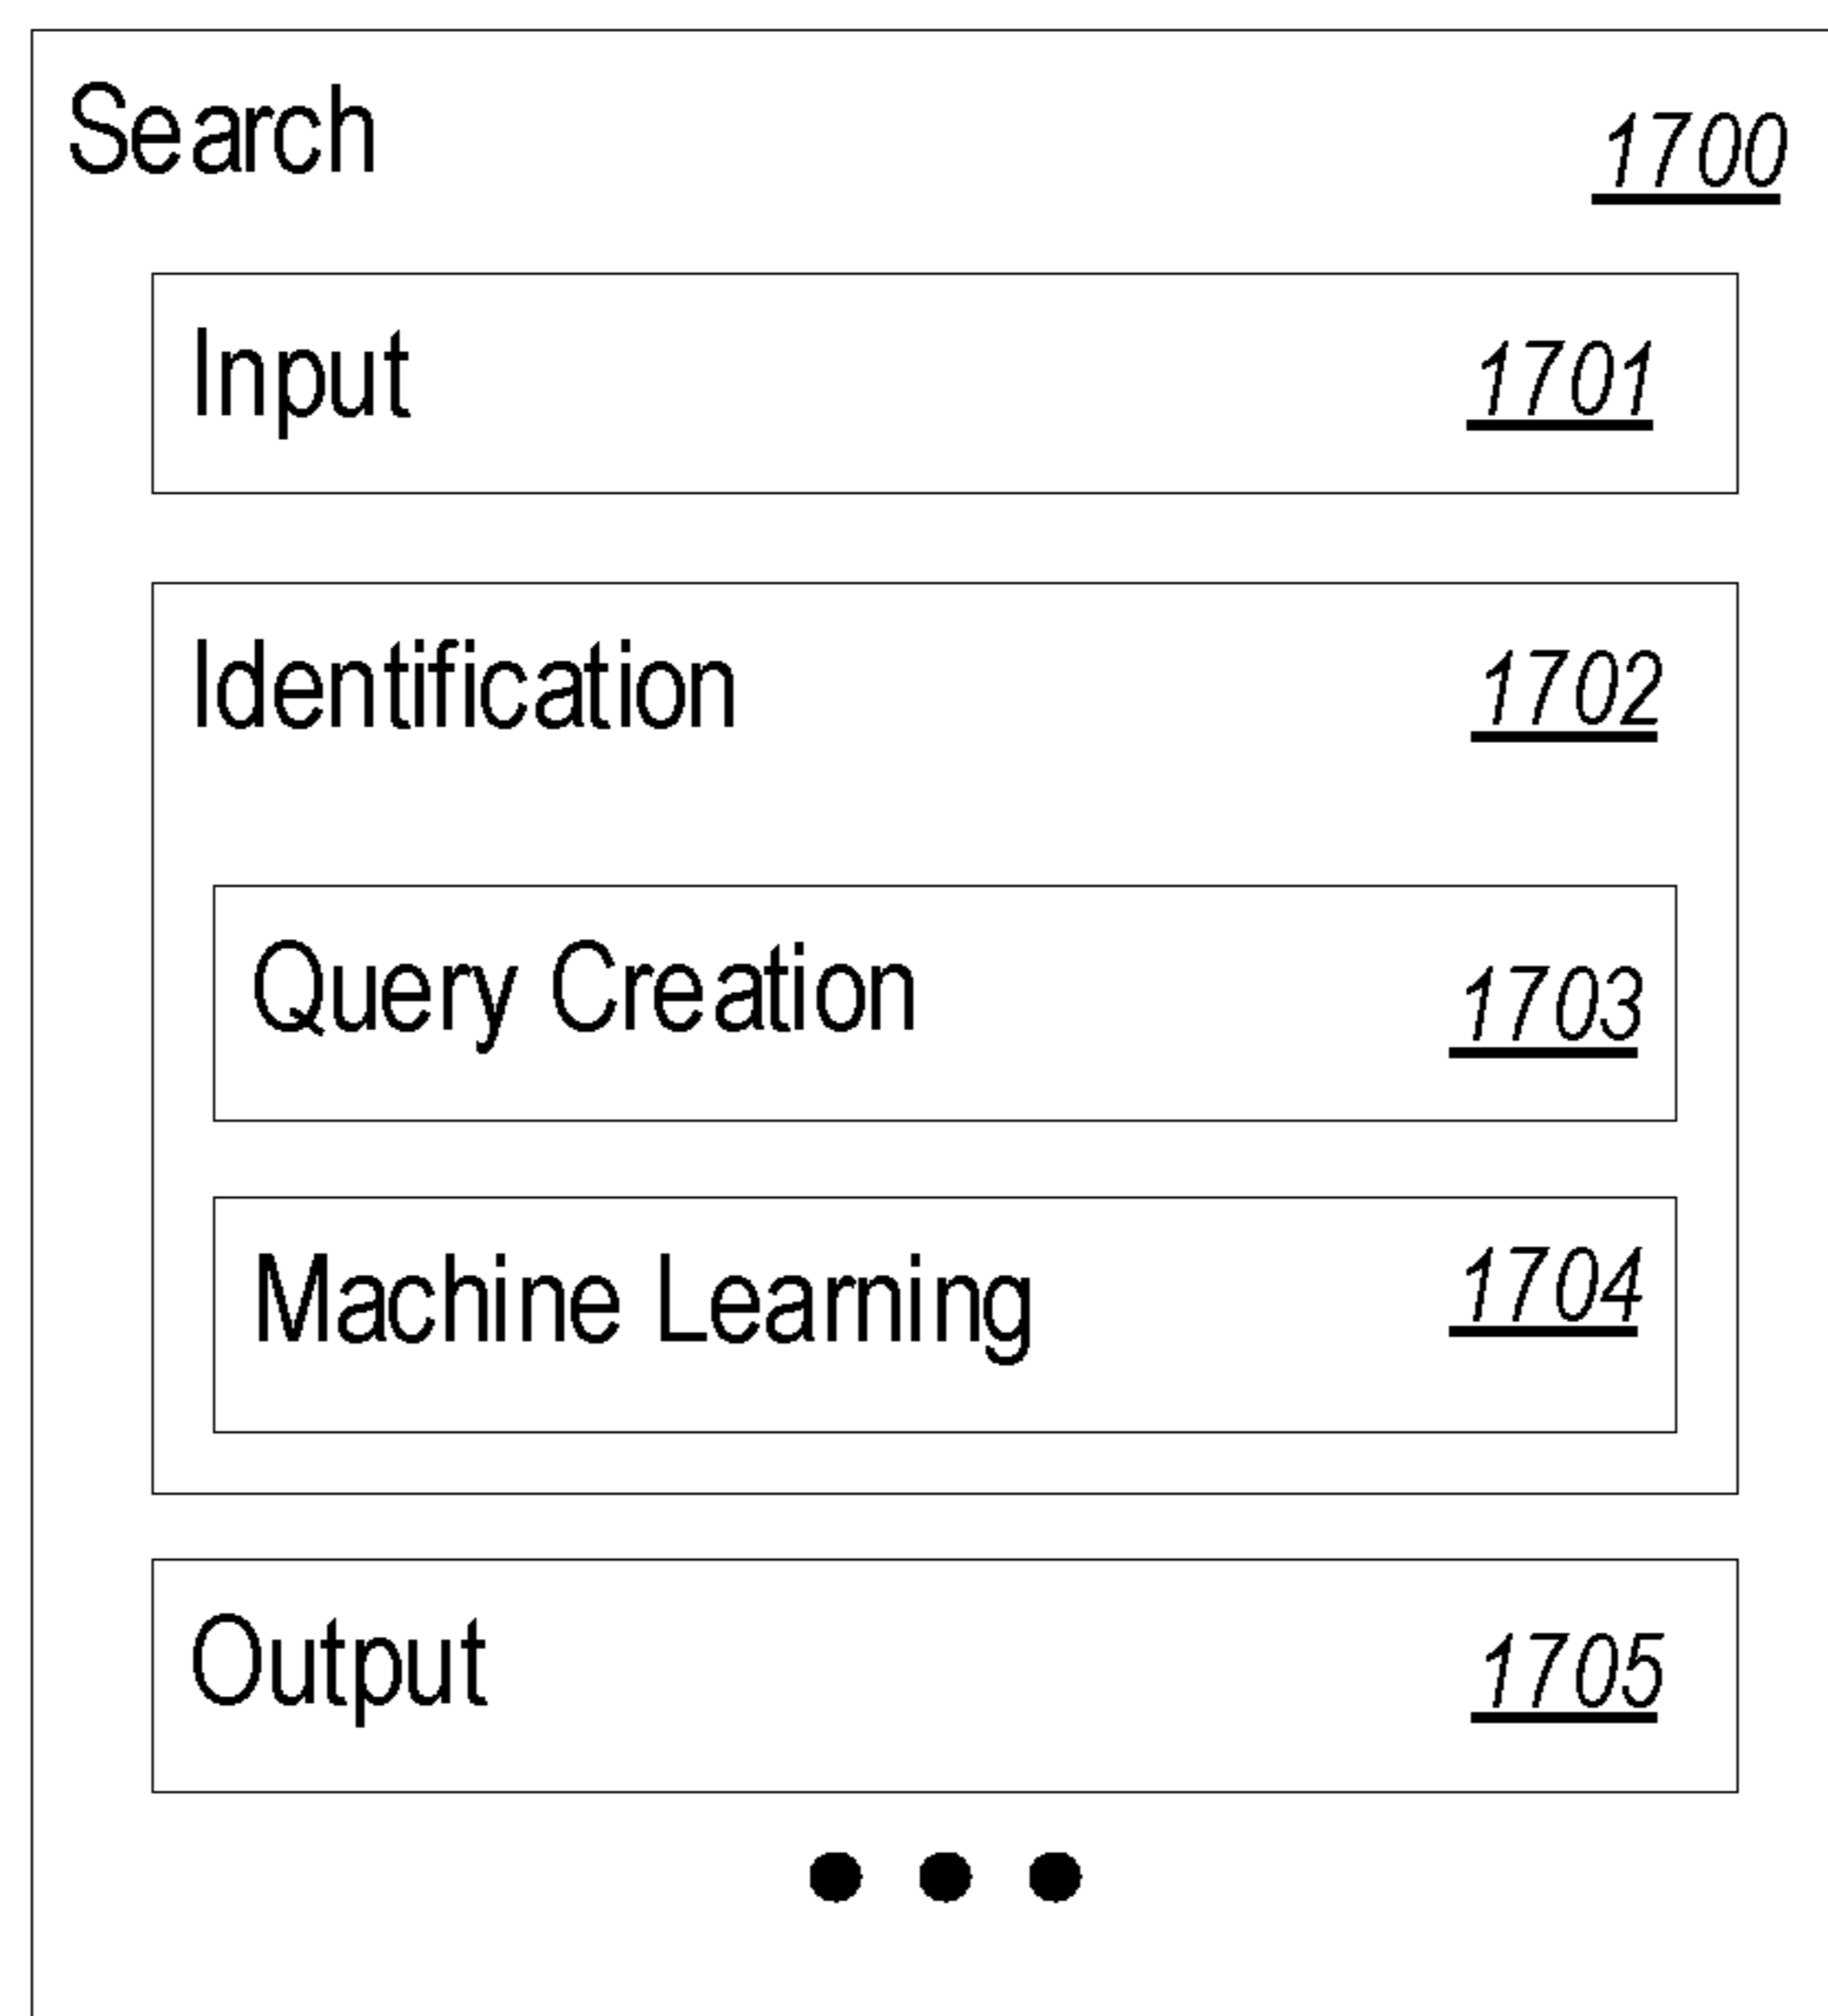 Search 1700
Input 1701
Identification 1702
Query Creation 1703
Machine Learning 1704
Output 1705